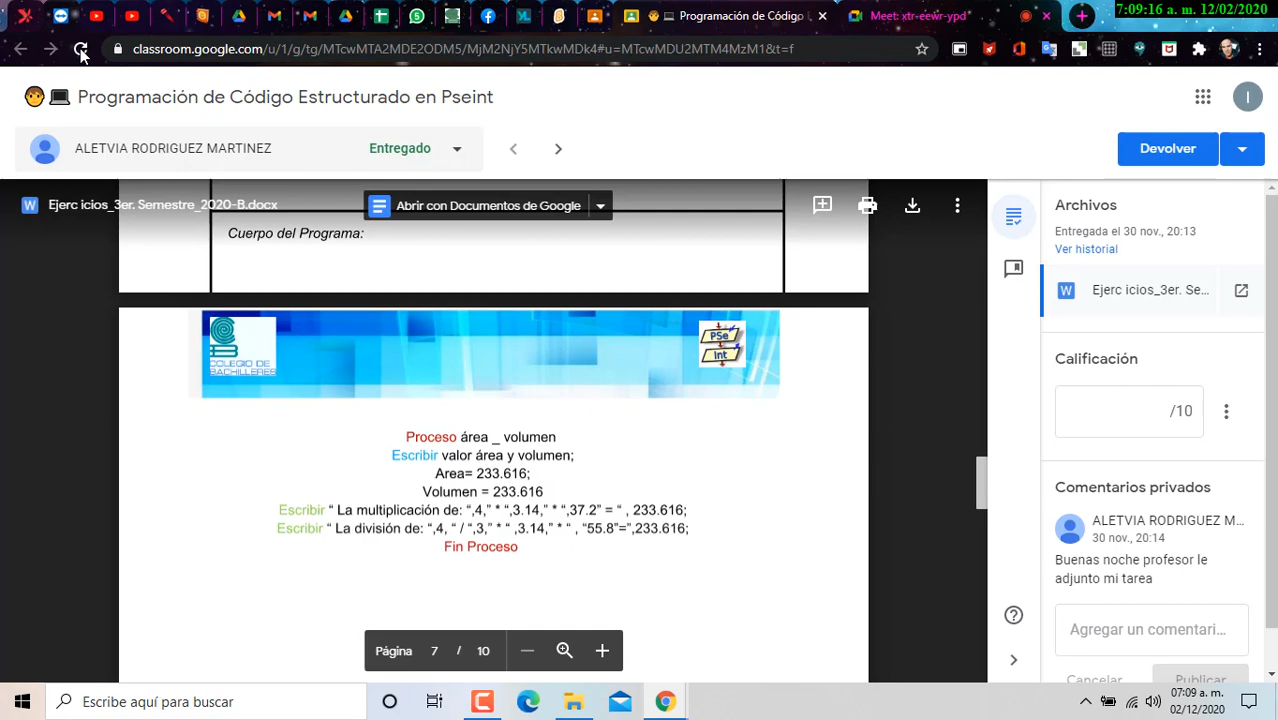 Programación de Código
Meet: xtr-eewr-ypd
7:09:16 a. m. 12/02/2020
classroom.google.com/u/1/g/tg/MTcwMTA2MDE2ODM5/MjM2NjY5MTkwMDk4#u=MTcwMDU2MTM4MzM1&t=f
Programación de Código Estructurado en Pseint
I
ALETVIA RODRIGUEZ MARTINEZ
Entregado
Devolver
W Ejerc icios_3er. Semestre_2020-B.docx
Abrir con Documentos de Google
Cuerpo del Programa:
COLEGIO DE
BACHILLERES
PSe
Int
Proceso área _ volumen
Escribir valor área y volumen;
Area= 233.616;
Volumen = 233.616
Escribir “ La multiplicación de: “,4,” * “,3.14,” * “,37.2” = “ , 233.616;
Escribir “ La división de: “,4, “ / “,3,” * “ ,3.14,” * “ , “55.8”=”,233.616;
Fin Proceso
Página 7 / 10
Archivos
Entregada el 30 nov., 20:13
Ver historial
W Ejerc icios_3er. Se...
Calificación
/10
Comentarios privados
ALETVIA RODRIGUEZ M...
30 nov., 20:14
Buenas noche profesor le
adjunto mi tarea
Agregar un comentari...
Cancelar
Publicar
Escribe aquí para buscar
07:09 a. m.
02/12/2020